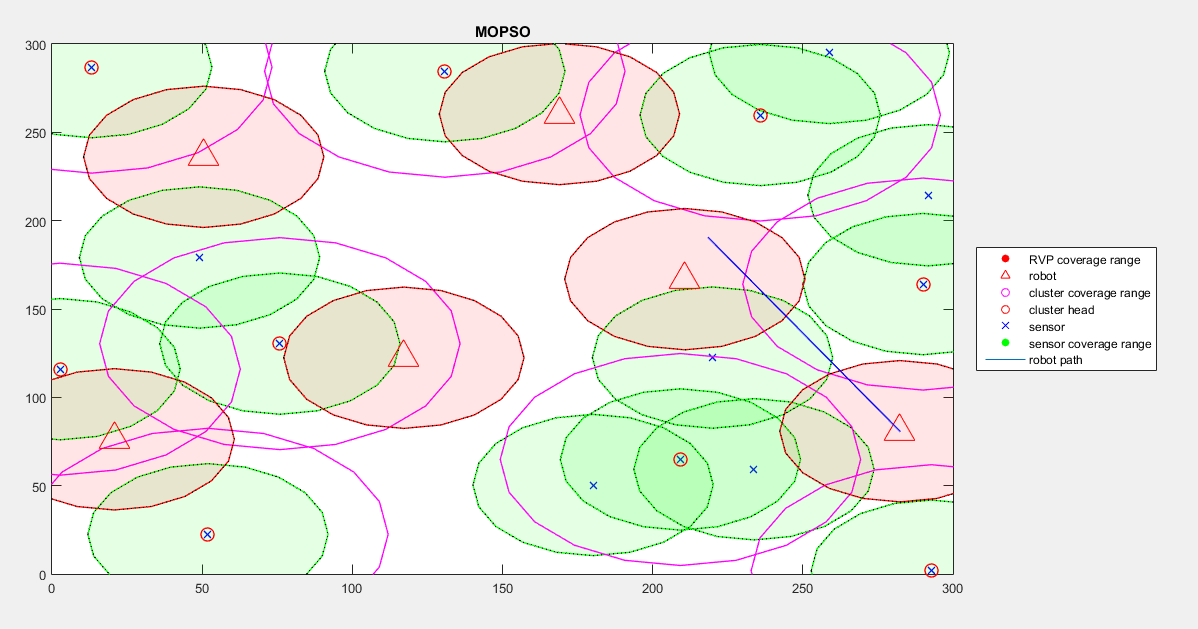 MOPSO
300
250
200
150
100
50
0
0 50 100 150 200 250 300
RVP coverage range
robot
cluster coverage range
cluster head
sensor
sensor coverage range
robot path